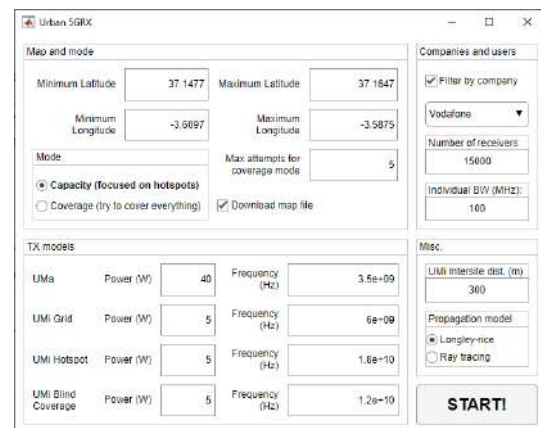 Urban 5GRX
Map and mode
Minimum Latitude 37.1477 Maximum Latitude 37.1647
Minimum
Longitude
-3.6097
Maximum
Longitude
-3.5875
Mode
Capacity (focused on hotspots)
Coverage (try to cover everything)
Max attempts for
coverage mode
5
Download map file
Companies and users
Filter by company
Vodafone
Number of receivers
15000
Individual BW (MHz):
100
TX models
UMa Power (W) 40 Frequency
(Hz)
3.5e+09
UMi Grid Power (W) 5 Frequency
(Hz)
6e+09
UMi Hotspot Power (W) 5 Frequency
(Hz)
1.8e+10
UMi Blind
Coverage
Power (W) 5 Frequency
(Hz)
1.2e+10
Misc.
UMi Intersite dist. (m)
300
Propagation model
Longley-rice
Ray tracing
START!